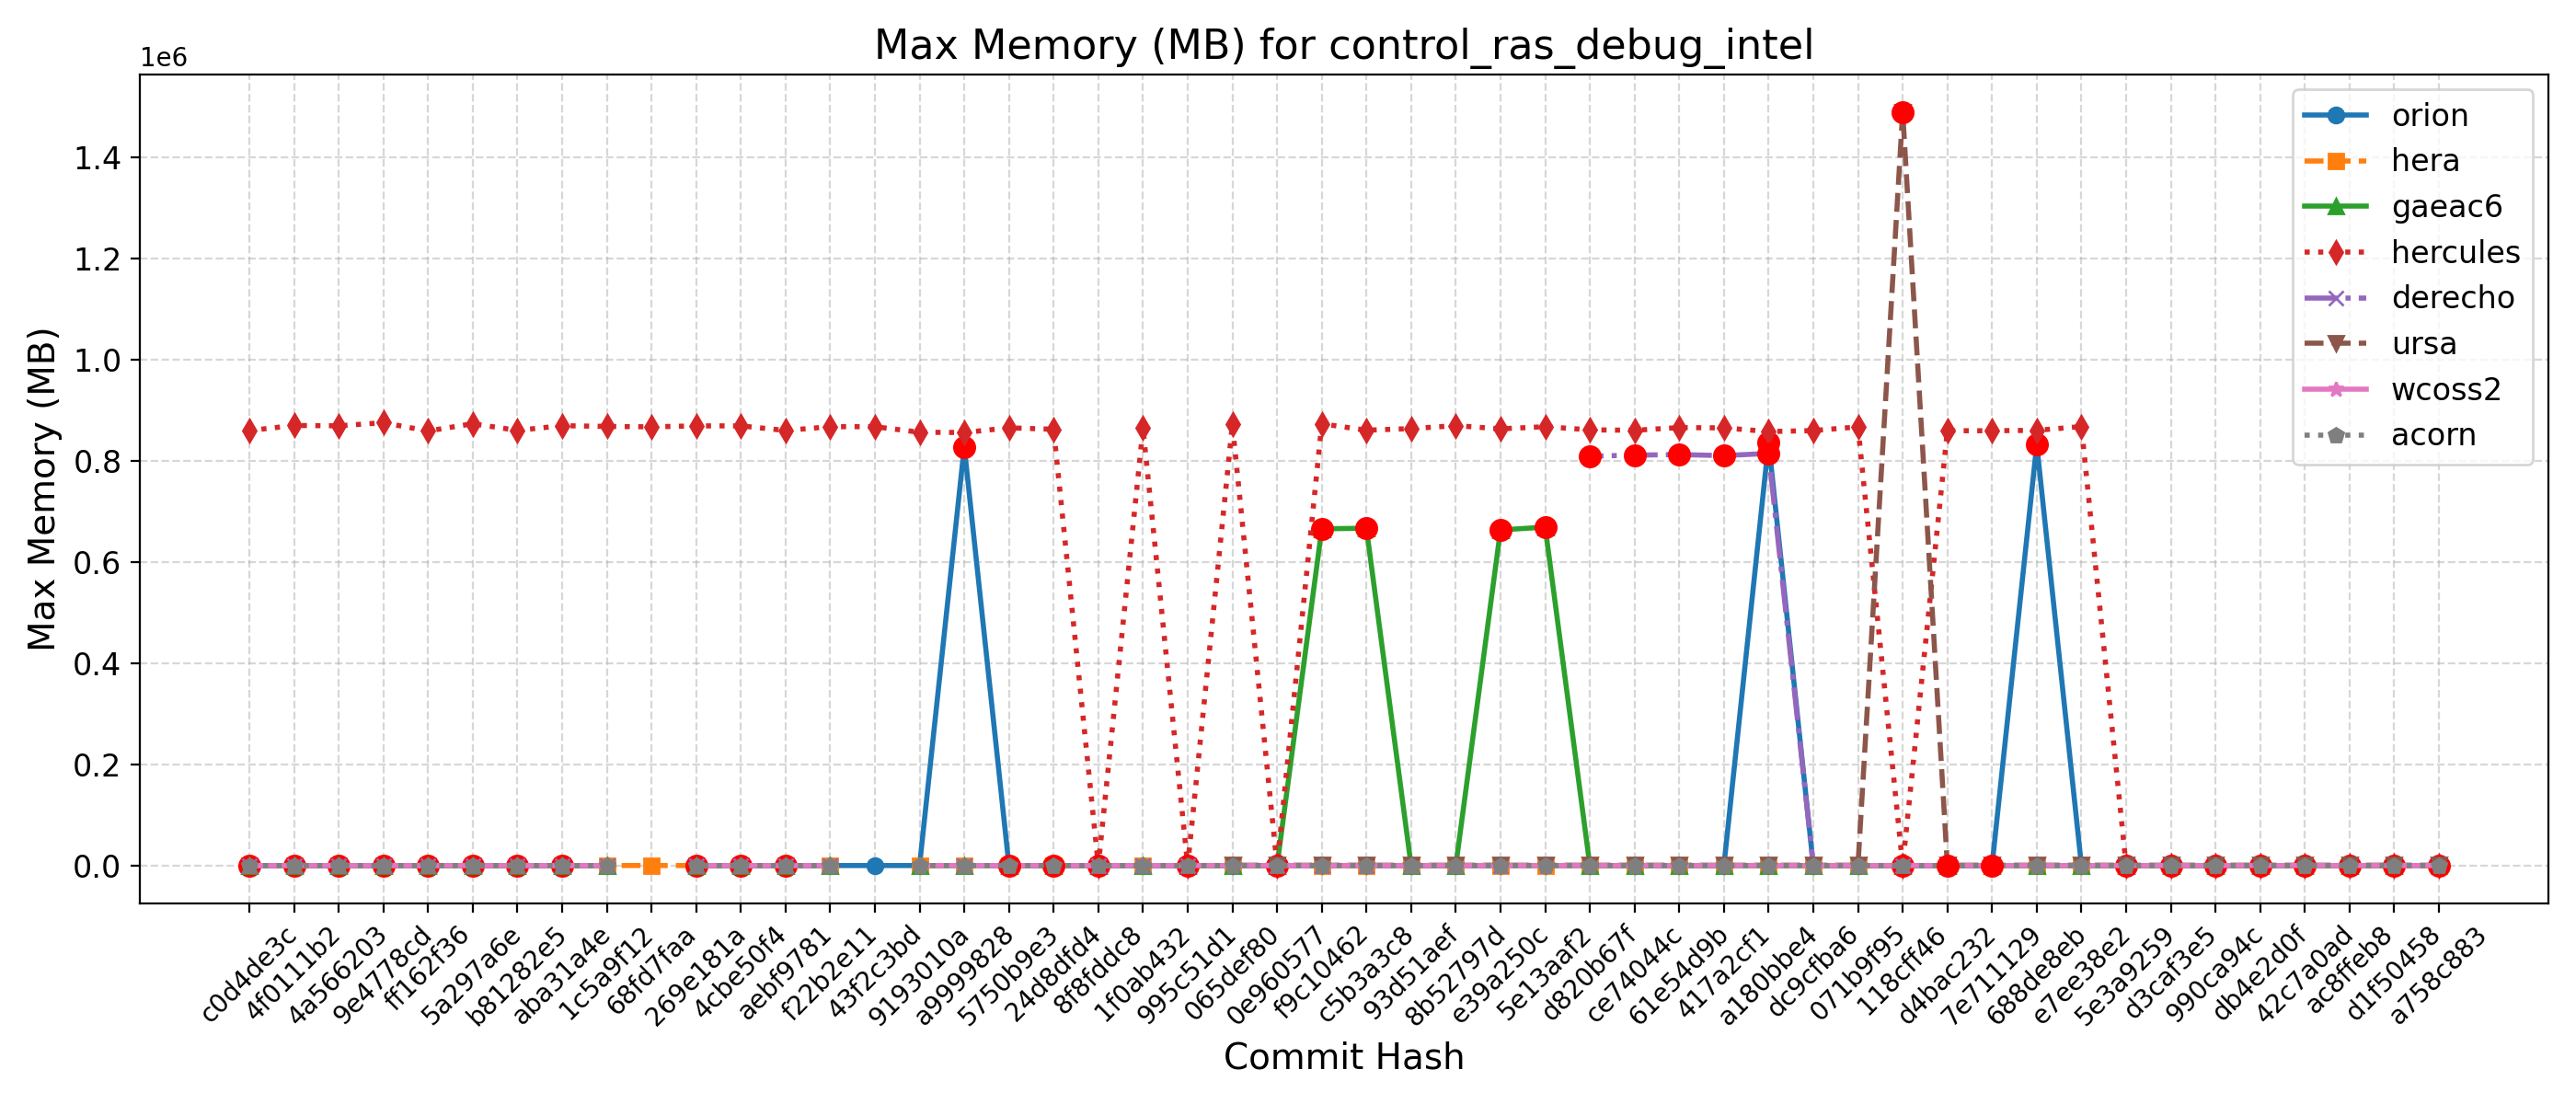 Max Memory (MB) for control_ras_debug_intel
1e6
1.4
1.2
1.0
0.8
0.6
0.4
0.2
0.0
Max Memory (MB)
orion
hera
gaeac6
hercules
derecho
ursa
wcoss2
acorn
c0d4de3c
4f0111b2
4a566203
9e4778cd
ff162f36
5a297a6e
b81282e5
aba31a4e
1c5a9f12
68fd7faa
269e181a
4cbe50f4
aebf9781
f22b2e11
43f2c3bd
9193010a
a9999828
5750b9e3
24d8dfd4
8f8fddc8
1f0ab432
995c51d1
065def80
0e960577
f9c10462
c5b3a3c8
93d51aef
8b52797d
e39a250c
5e13aaf2
d820b67f
ce74044c
61e54d9b
417a2cf1
a180bbe4
dc9cfba6
071b9f95
118cff46
d4bac232
7e711129
688de8eb
e7ee38e2
5e3a9259
d3caf3e5
990ca94c
db4e2d0f
42c7a0ad
ac8ffeb8
d1f50458
a758c883
Commit Hash